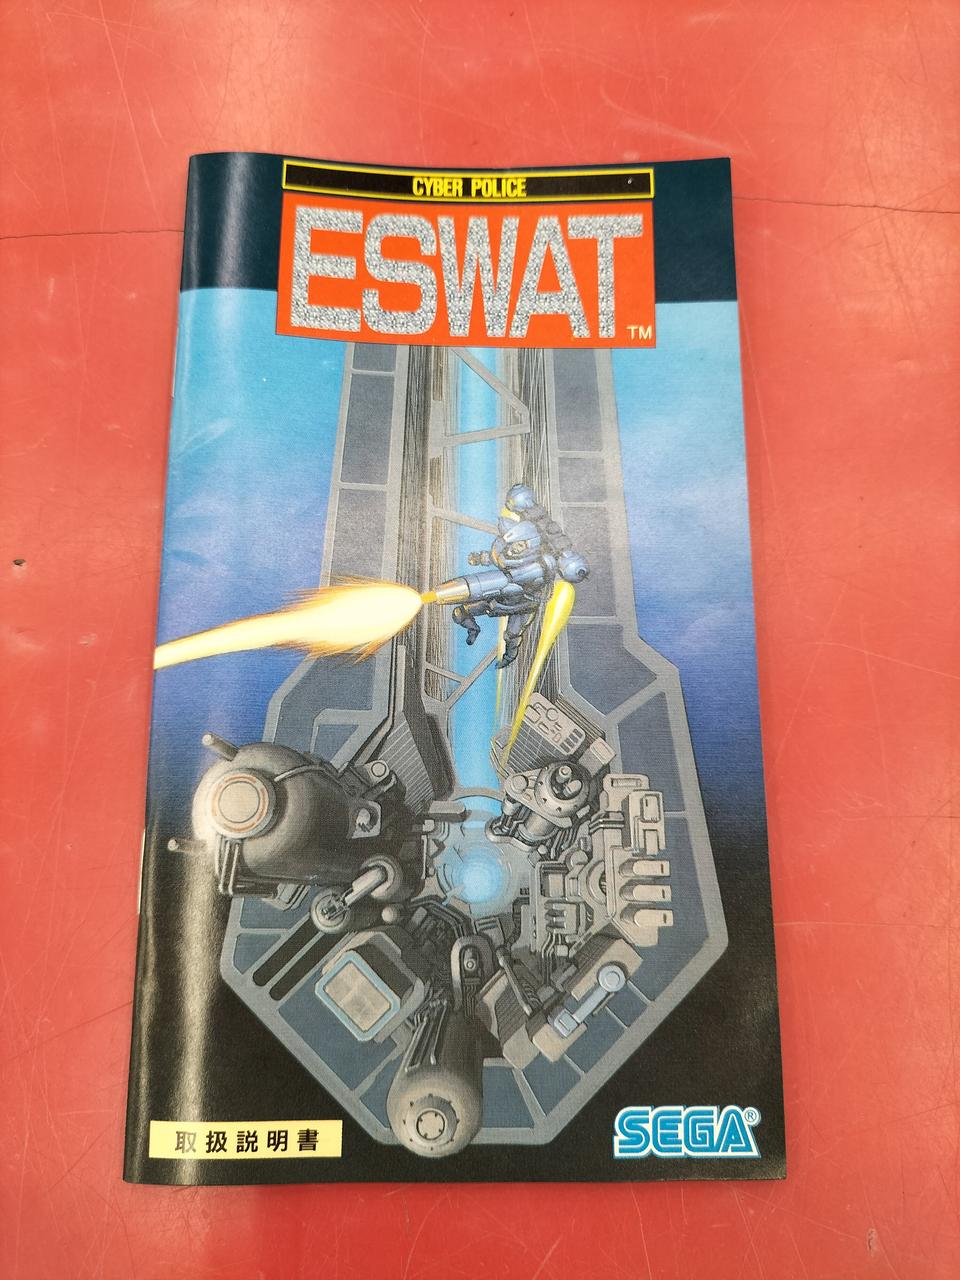 CYBER POLICE
ESWAT
TM
取扱説明書
SEGA®